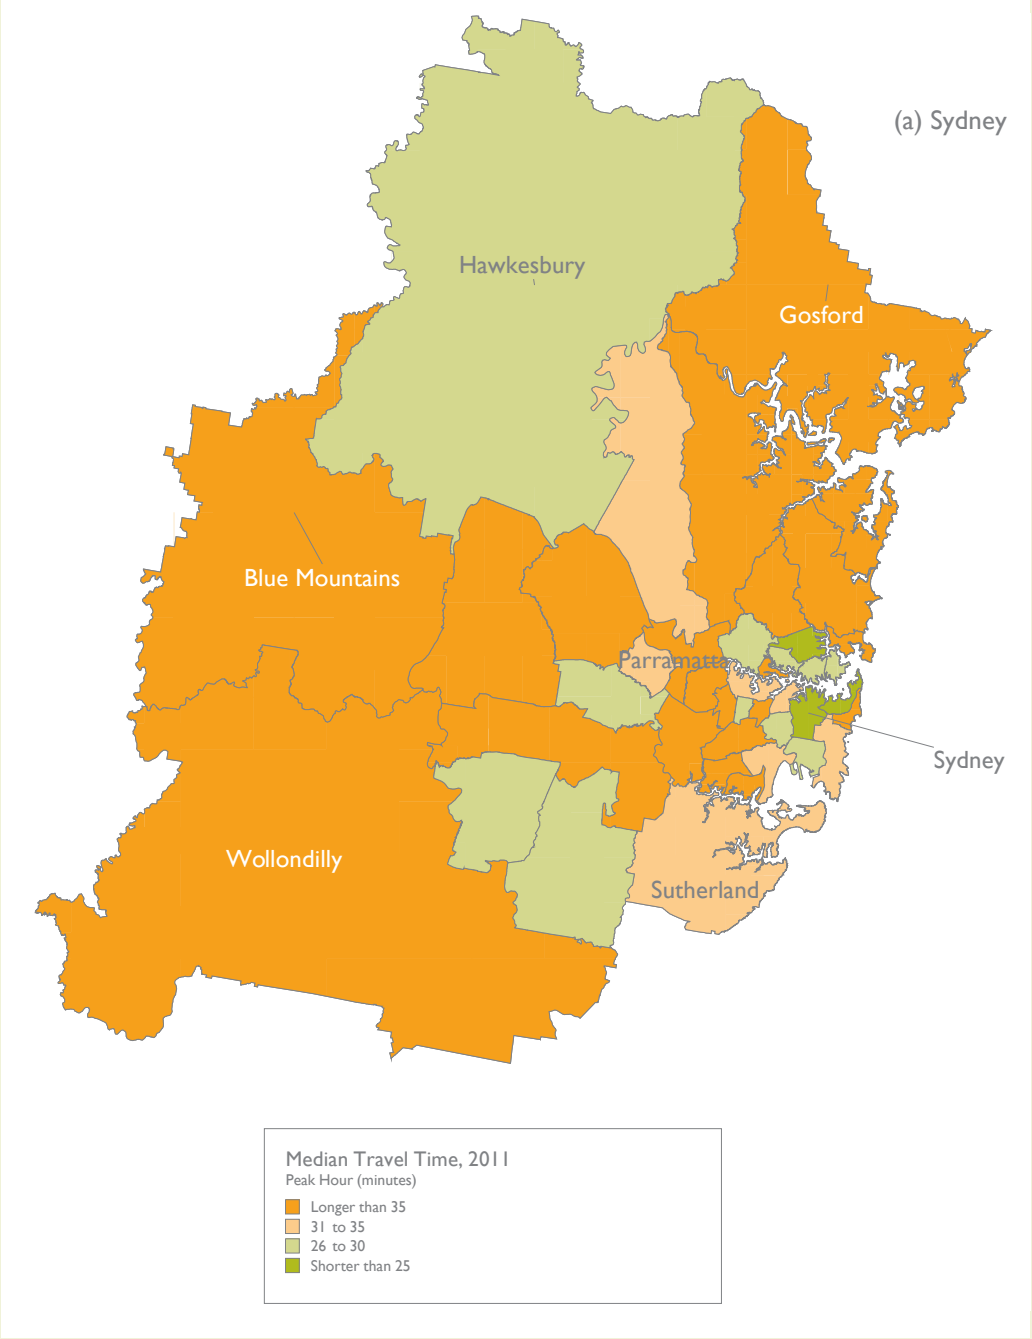 (a) Sydney
Hawkesbury
Gosford
Blue Mountains
Parramatta
Sydney
Wollondilly
Sutherland
Median Travel Time, 2011
Peak Hour (minutes)
Longer than 35
31 to 35
26 to 30
Shorter than 25